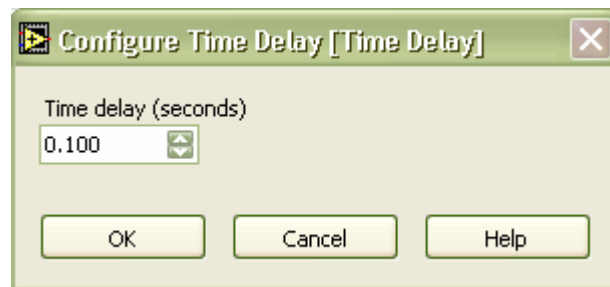 Configure Time Delay [Time Delay]
Time delay (seconds)
0.100
OK Cancel Help